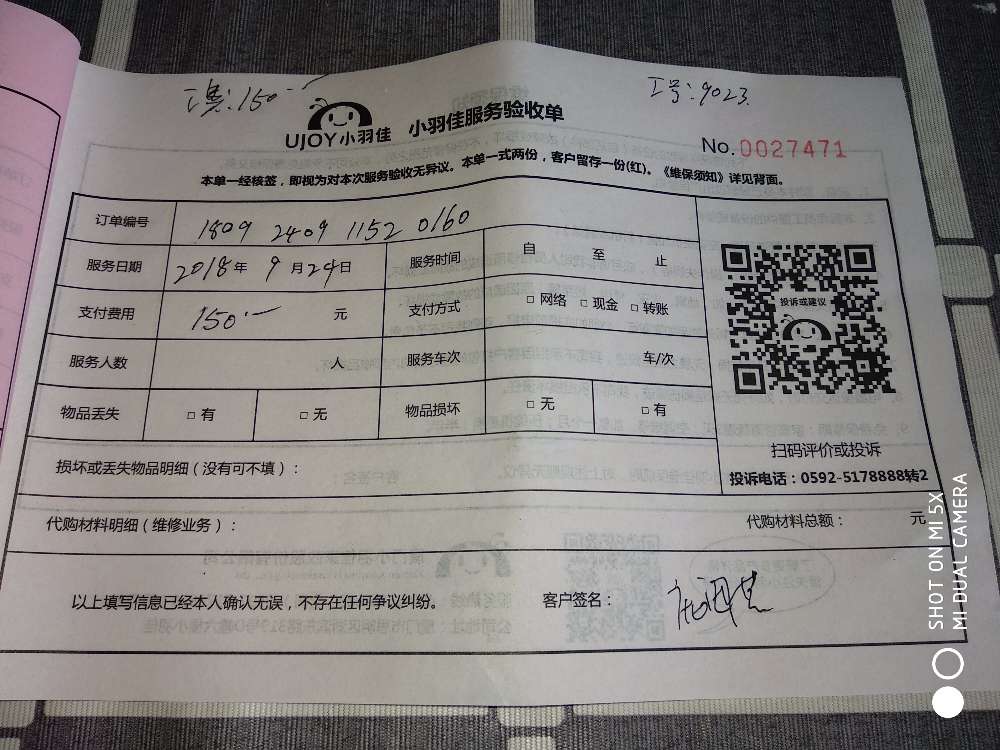 150.一
工号:9023.
UJOY小羽佳 小羽佳服务验收单
No.0027471
本单一经核签，即视为对本次服务验收无异议。本单一式两份，客户留存一份(红)。《维保须知》详见背面。
订单编号 1809 2409 1152 0160
服务日期 2018年 9月24日 服务时间 自 至 止
支付费用 150.一 元 支付方式 □ 网络 □ 现金 □ 转账
服务人数 人 服务车次 车/次
物品丢失 □ 有 □ 无 物品损坏 □ 无 □ 有
投诉或建议
扫码评价或投诉
投诉电话：0592-5178888转2
损坏或丢失物品明细（没有可不填）：
代购材料明细（维修业务）： 代购材料总额： 元
以上填写信息已经本人确认无误，不存在任何争议纠纷。 客户签名：
SHOT ON MI 5X
MI DUAL CAMERA